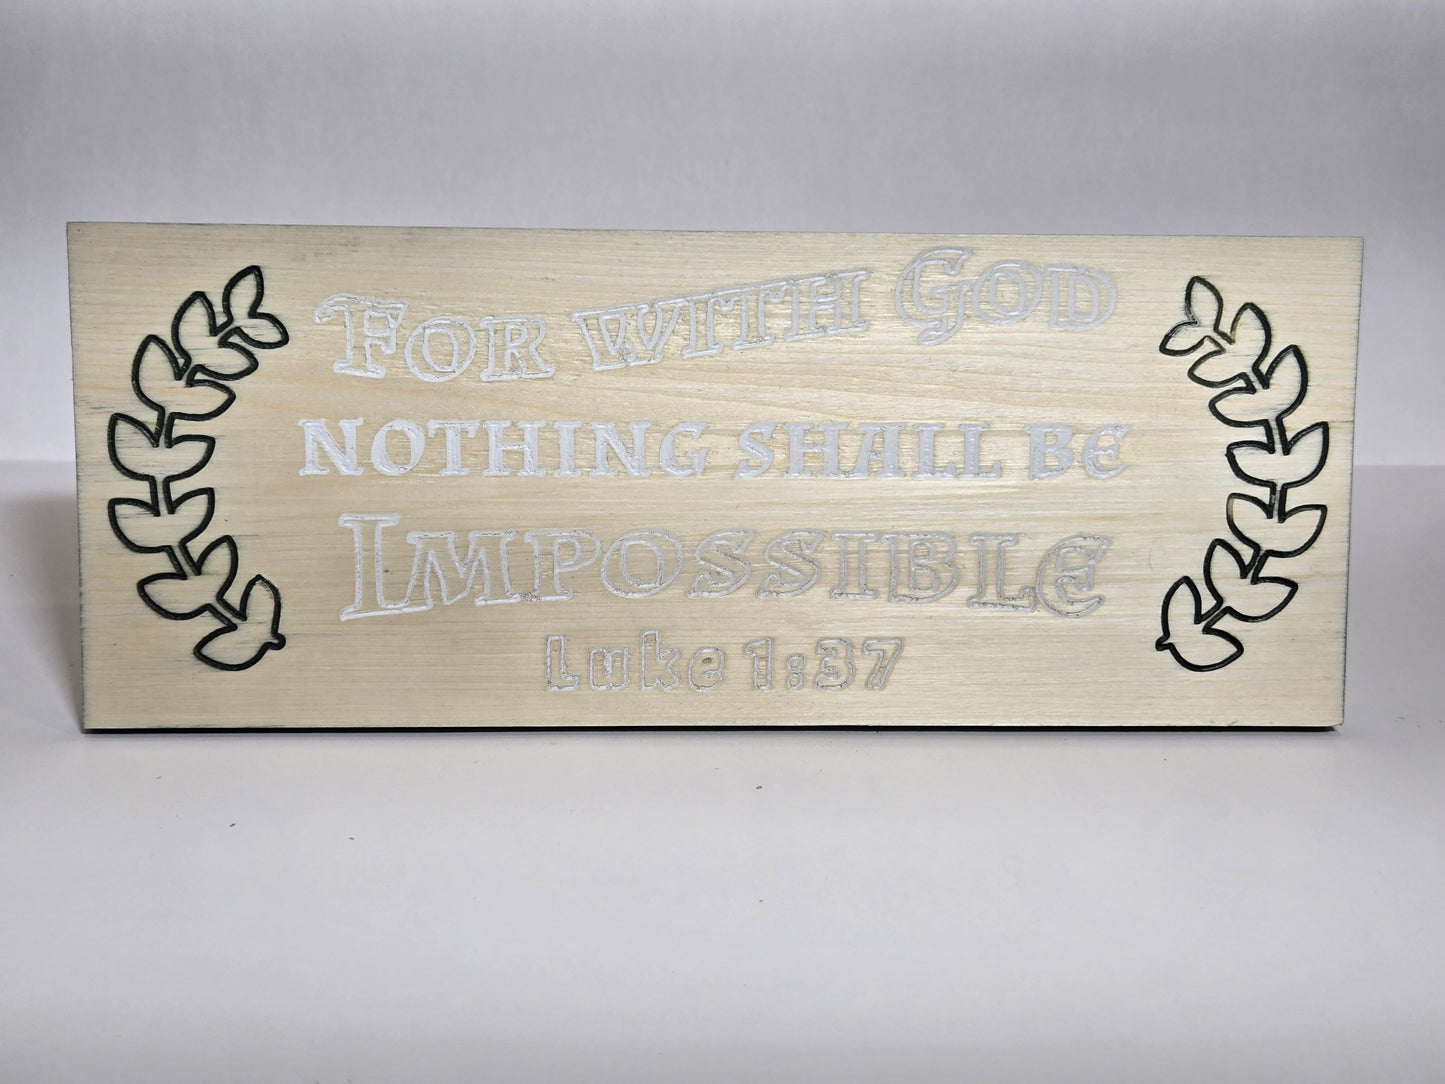 For with God
nothing shall be
Impossible
Luke 1:37